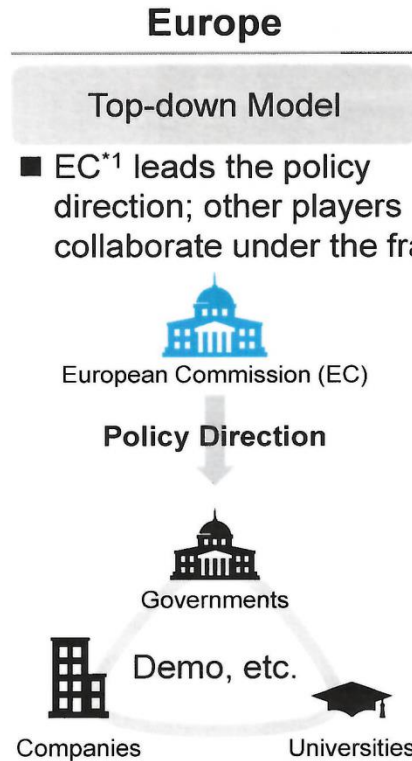 Europe
Top-down Model
■ EC*1 leads the policy
direction; other players
collaborate under the fra
European Commission (EC)
Policy Direction
Governments
Demo, etc.
Companies
Universities